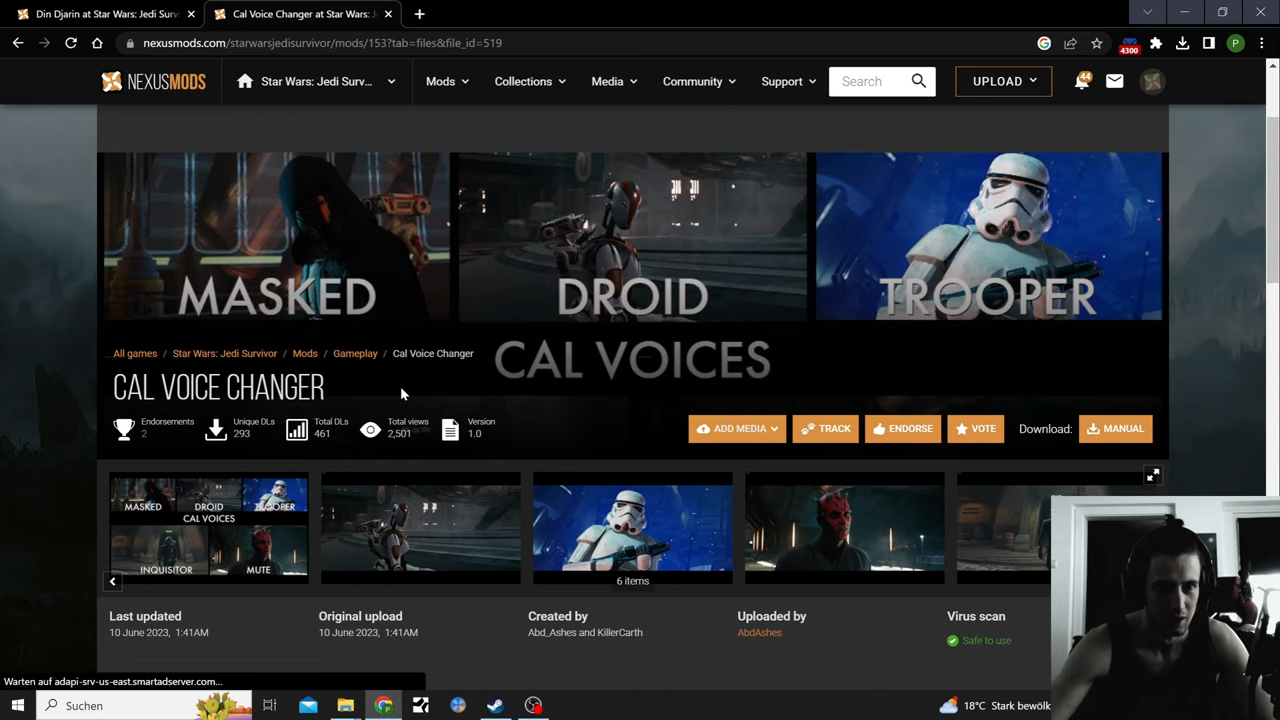 Din Djarin at Star Wars: Jedi Survi
Cal Voice Changer at Star Wars: J
nexusmods.com/starwarsjedisurvivor/mods/153?tab=files&file_id=519
4300
P
NEXUSMODS
Star Wars: Jedi Surv...
Mods
Collections
Media
Community
Support
Search
UPLOAD
44
MASKED
DROID
TROOPER
CAL VOICES
All games / Star Wars: Jedi Survivor / Mods / Gameplay / Cal Voice Changer
CAL VOICE CHANGER
Endorsements
2
Unique DLs
293
Total DLs
461
Total views
2,501
Version
1.0
ADD MEDIA
TRACK
ENDORSE
VOTE
Download:
MANUAL
MASKED
DROID
TROOPER
CAL VOICES
INQUISITOR
MUTE
6 items
Last updated
10 June 2023, 1:41AM
Original upload
10 June 2023, 1:41AM
Created by
Abd_Ashes and KillerCarth
Uploaded by
AbdAshes
Virus scan
Safe to use
Warten auf adapi-srv-us-east.smartadserver.com...
Suchen
18°C Stark bewölk